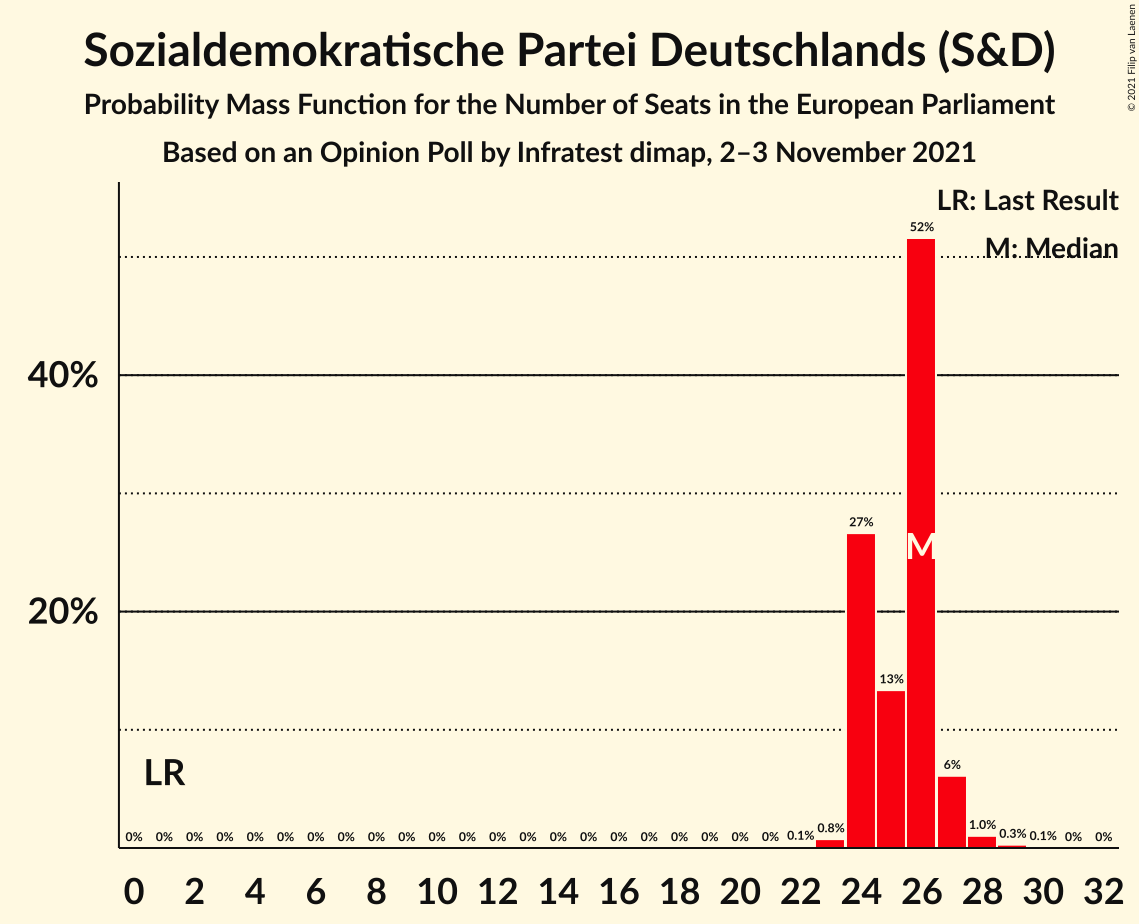 Sozialdemokratische Partei Deutschlands (S&D)
Probability Mass Function for the Number of Seats in the European Parliament
Based on an Opinion Poll by Infratest dimap, 2–3 November 2021
© 2021 Filip van Laenen
LR: Last Result
M: Median
52%
40%
27%
M
20%
13%
LR
6%
0% 0% 0% 0% 0% 0% 0% 0% 0% 0% 0% 0% 0% 0% 0% 0% 0% 0% 0% 0% 0% 0% 0.1% 0.8% 1.0% 0.3% 0.1% 0% 0%
0 2 4 6 8 10 12 14 16 18 20 22 24 26 28 30 32